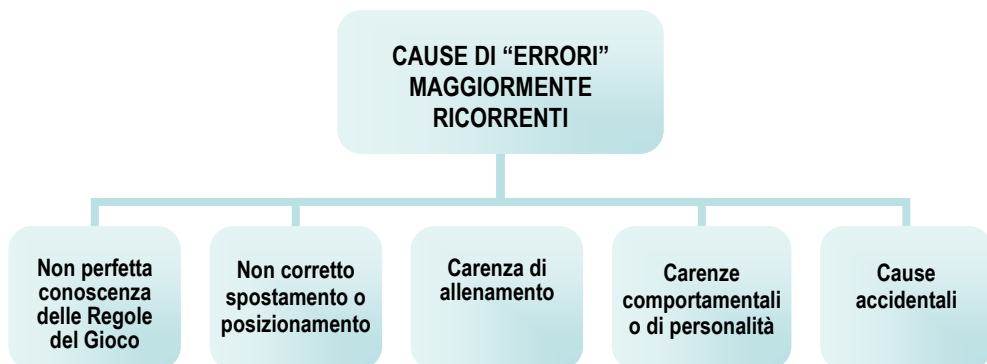 CAUSE DI “ERRORI”
MAGGIORMENTE
RICORRENTI
Non perfetta
conoscenza
delle Regole
del Gioco
Non corretto
spostamento o
posizionamento
Carenza di
allenamento
Carenze
comportamentali
o di personalità
Cause
accidentali